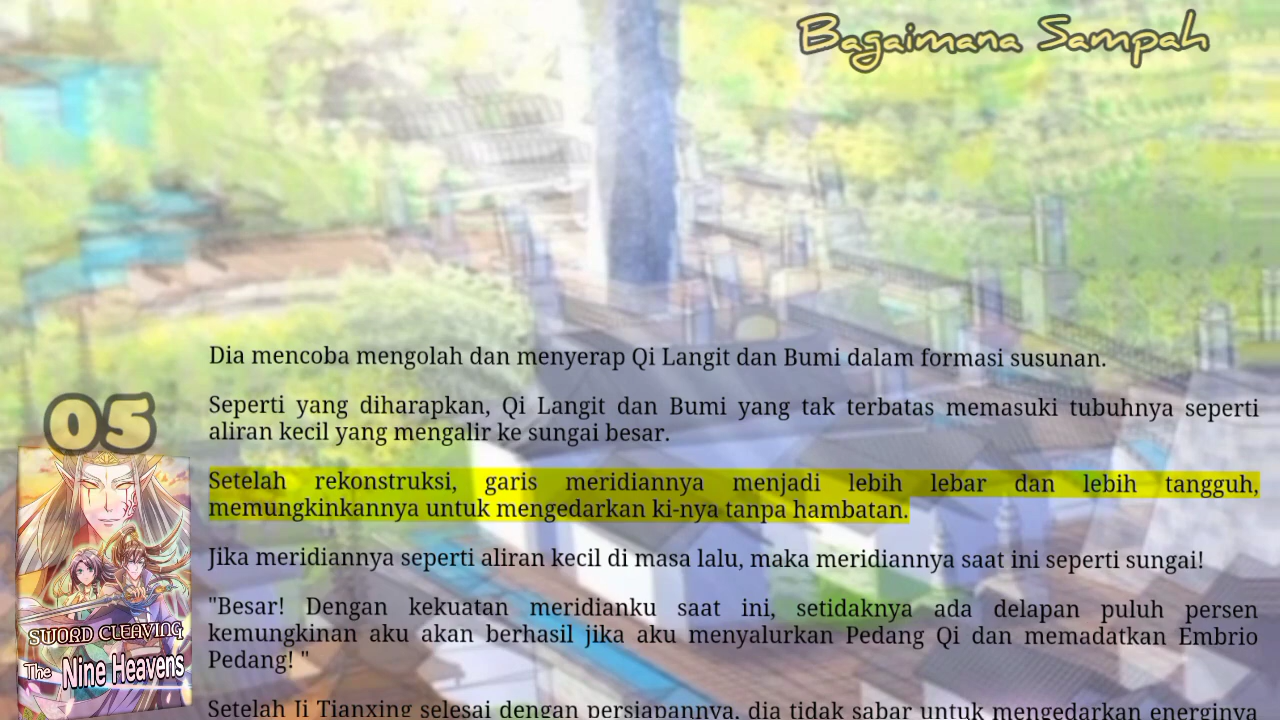 Bagaimana Sampah
Dia mencoba mengolah dan menyerap Qi Langit dan Bumi dalam formasi susunan.
Seperti yang diharapkan, Qi Langit dan Bumi yang tak terbatas memasuki tubuhnya seperti
aliran kecil yang mengalir ke sungai besar.
05
Setelah rekonstruksi, garis meridiannya menjadi lebih lebar dan lebih tangguh,
memungkinkannya untuk mengedarkan ki-nya tanpa hambatan.
Jika meridiannya seperti aliran kecil di masa lalu, maka meridiannya saat ini seperti sungai!
"Besar! Dengan kekuatan meridianku saat ini, setidaknya ada delapan puluh persen
kemungkinan aku akan berhasil jika aku menyalurkan Pedang Qi dan memadatkan Embrio
Pedang! "
SWORD CLEAVING
The Nine Heavens
Setelah Ji Tianxing selesai dengan persiapannya, dia tidak sabar untuk mengedarkan energinya